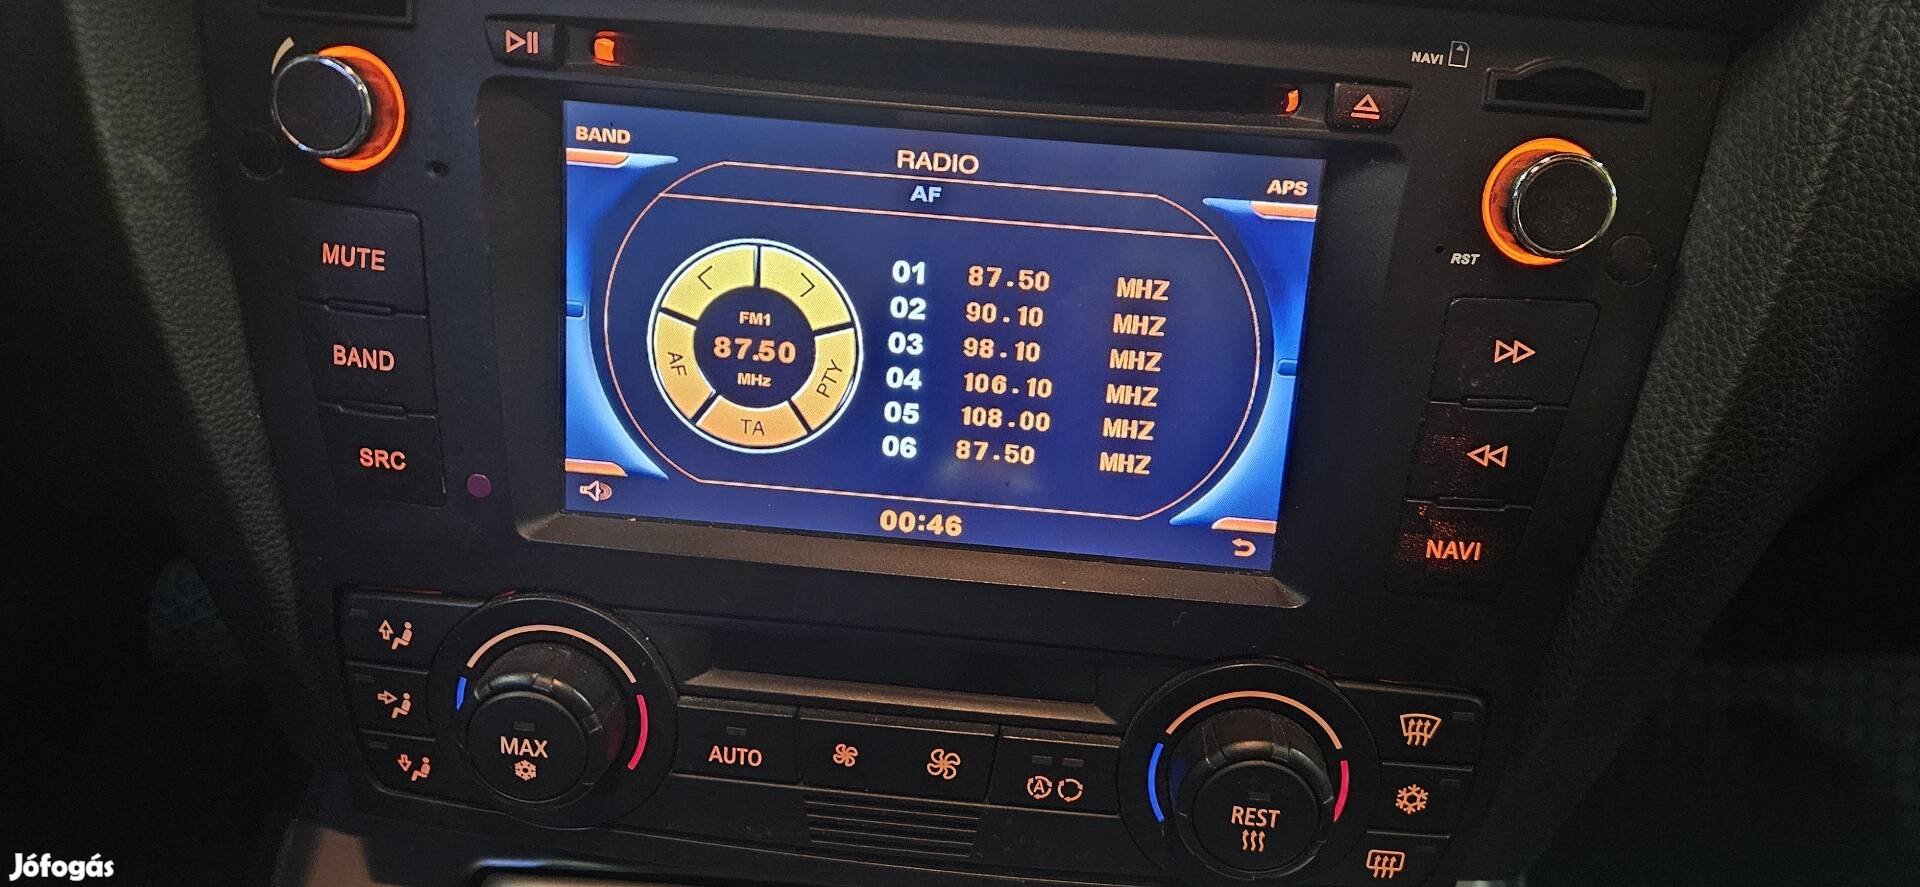 NAVI
BAND
RADIO
APS
AF
MUTE
BAND
SRC
RST
FM1
87.50
MHz
AF
TA
PTY
01 87.50 MHZ
02 90.10 MHZ
03 98.10 MHZ
04 106.10 MHZ
05 108.00 MHZ
06 87.50 MHZ
00:46
NAVI
MAX
AUTO
A
REST
Jófogás